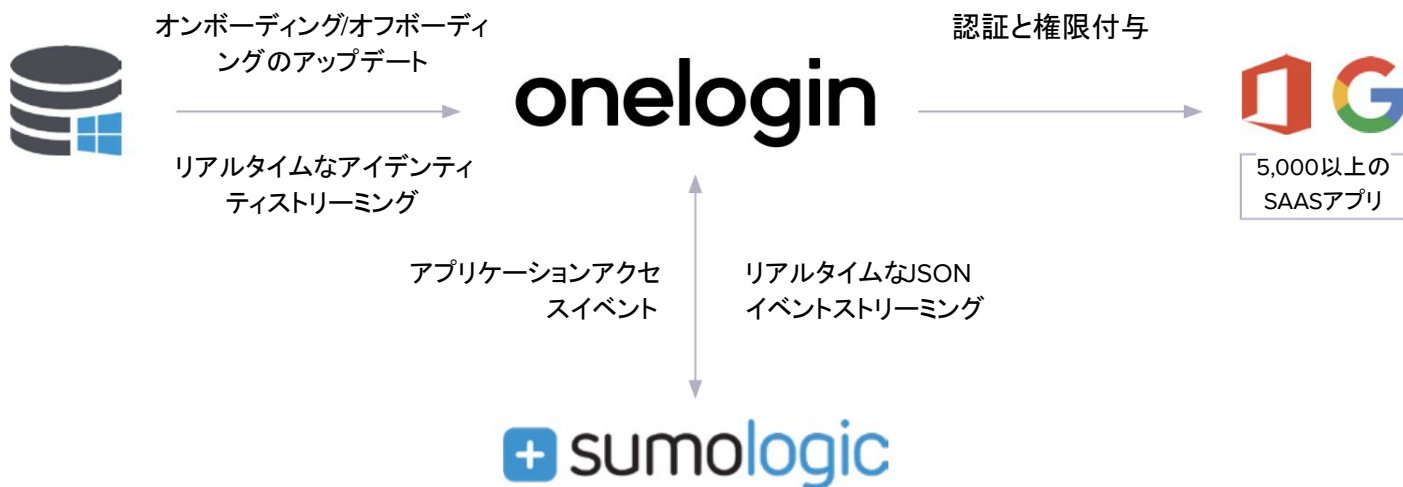 オンボーディング/オフボーディ
ングのアップデート
認証と権限付与
onelogin
リアルタイムなアイデンティ
ティストリーミング
5,000以上の
SAASアプリ
アプリケーションアクセ
スイベント
リアルタイムなJSON
イベントストリーミング
sumologic